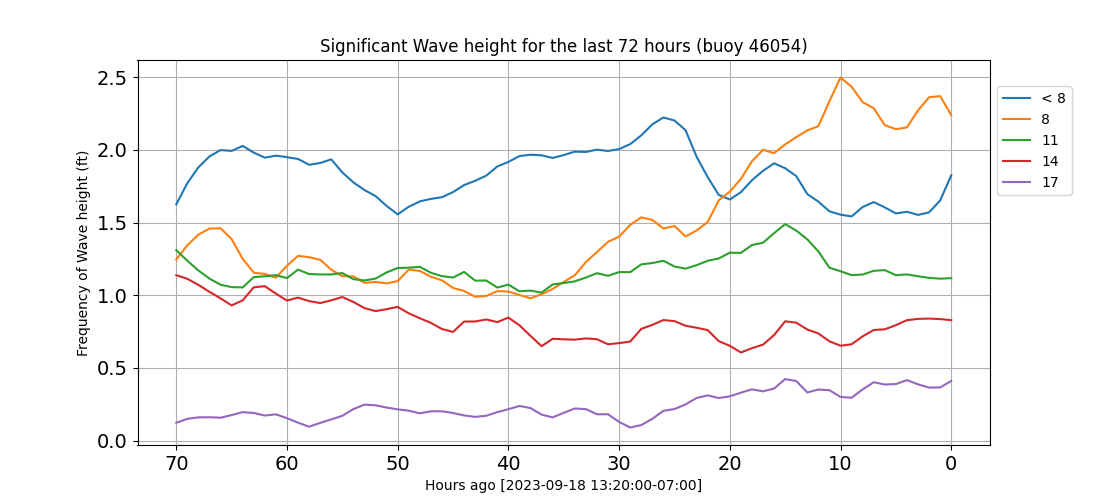 Significant Wave height for the last 72 hours (buoy 46054)
Frequency of Wave height (ft)
2.5
2.0
1.5
1.0
0.5
0.0
70 60 50 40 30 20 10 0
Hours ago [2023-09-18 13:20:00-07:00]
< 8
8
11
14
17